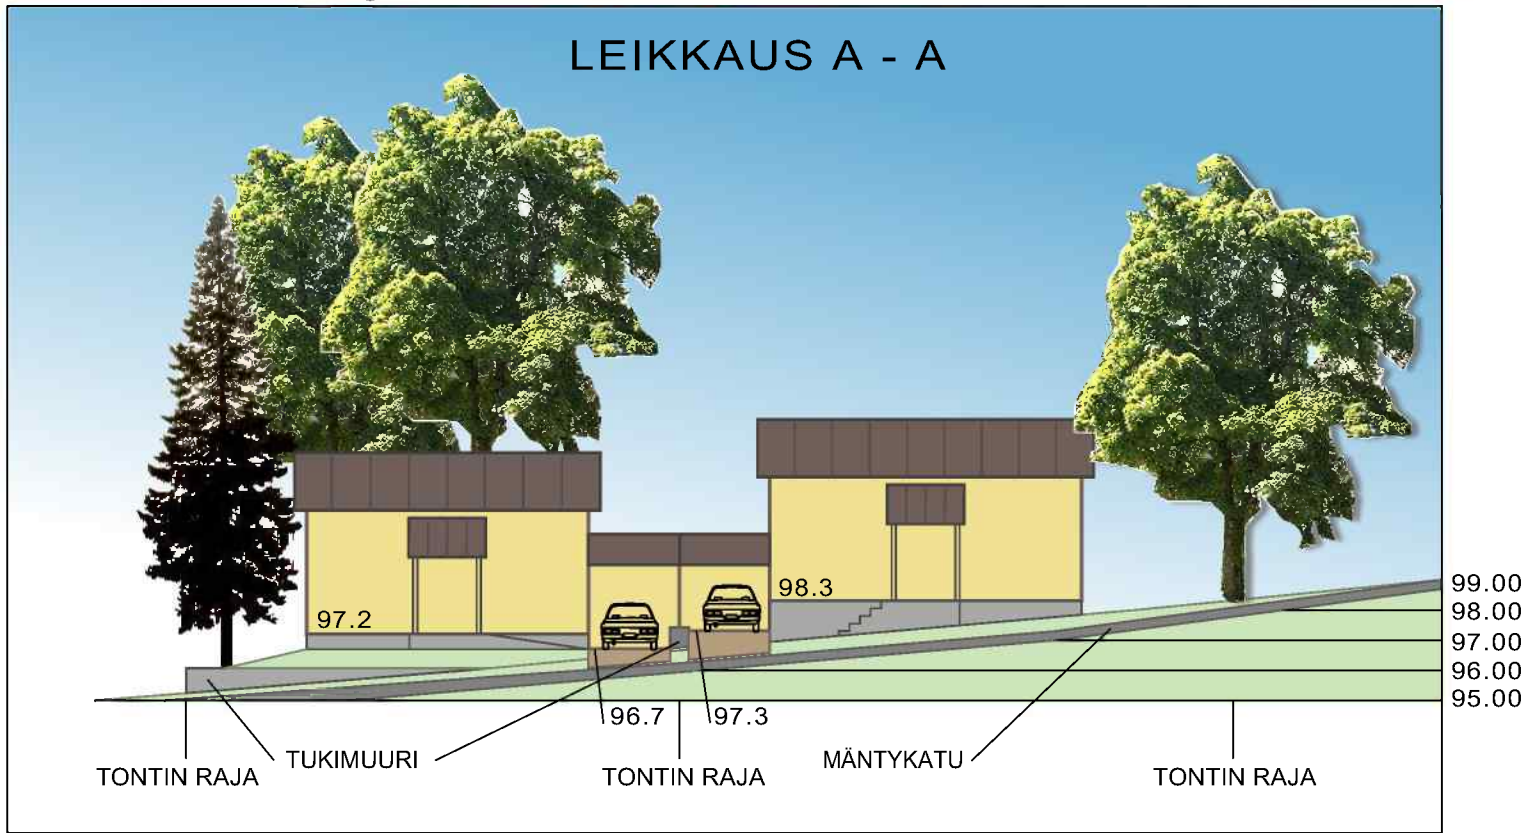 LEIKKAUS A - A
97.2
98.3
99.00
98.00
97.00
96.00
95.00
96.7
97.3
TONTIN RAJA
TUKIMUURI
TONTIN RAJA
MÄNTYKATU
TONTIN RAJA